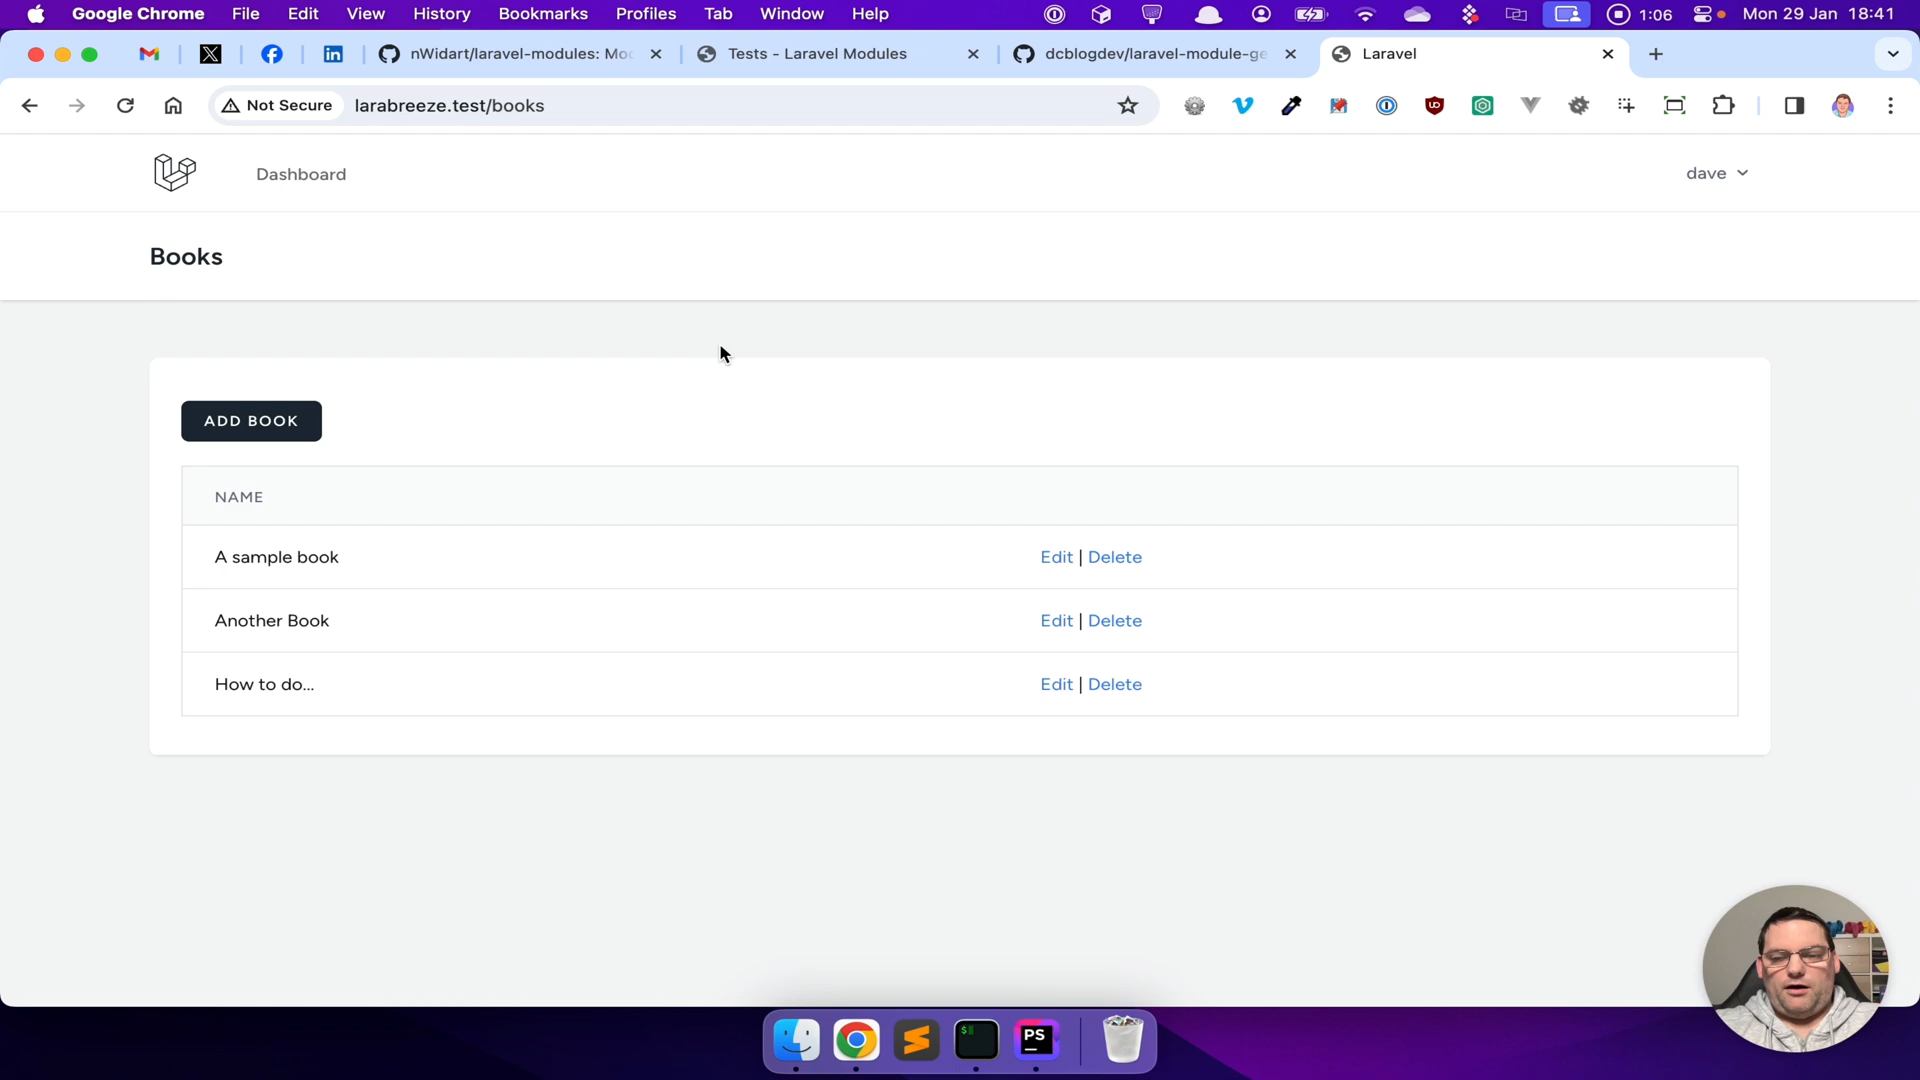 Google Chrome File Edit View History Bookmarks Profiles Tab Window Help 1:06 Mon 29 Jan 18:41
nWidart/laravel-modules: Mo Tests - Laravel Modules dcblogdev/laravel-module-ge Laravel
Not Secure larabreeze.test/books
Dashboard dave
Books
ADD BOOK
NAME
A sample book Edit | Delete
Another Book Edit | Delete
How to do... Edit | Delete
PS